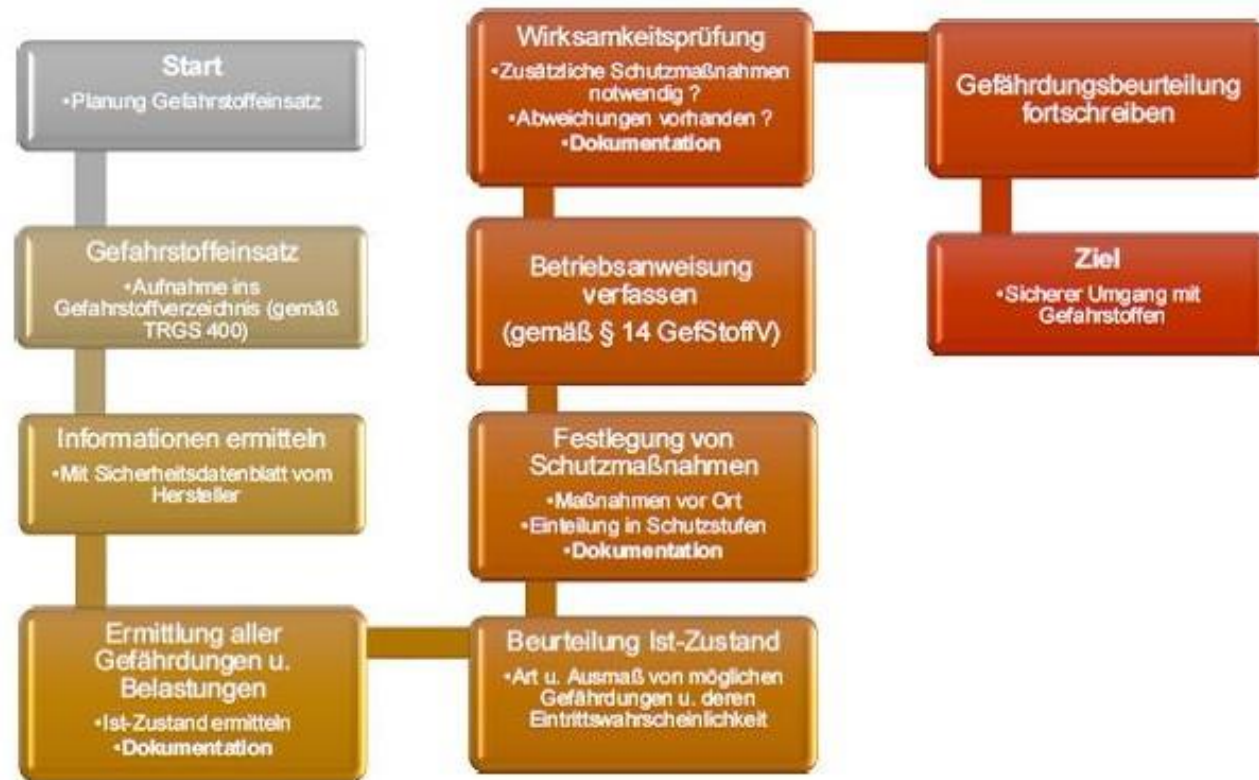 Start
•Planung Gefahrstoffeinsatz
Gefahrstoffeinsatz
•Aufnahme ins
Gefahrstoffverzeichnis (gemäß
TRGS 400)
Informationen ermitteln
•Mit Sicherheitsdatenblatt vom
Hersteller
Ermittlung aller
Gefährdungen u.
Belastungen
•Ist-Zustand ermitteln
•Dokumentation
Beurteilung Ist-Zustand
•Art u. Ausmaß von möglichen
Gefährdungen u. deren
Eintrittswahrscheinlichkeit
Festlegung von
Schutzmaßnahmen
•Maßnahmen vor Ort
•Einteilung in Schutzstufen
•Dokumentation
Betriebsanweisung
verfassen
(gemäß § 14 GefStoffV)
Wirksamkeitsprüfung
•Zusätzliche Schutzmaßnahmen
notwendig ?
•Abweichungen vorhanden ?
•Dokumentation
Gefährdungsbeurteilung
fortschreiben
Ziel
•Sicherer Umgang mit
Gefahrstoffen